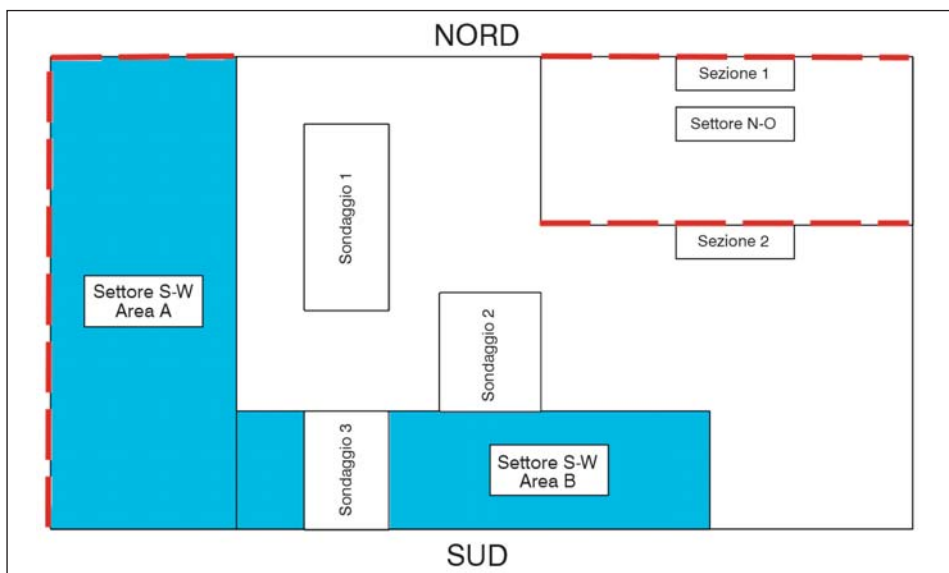 NORD
Sezione 1
Settore N-O
Sondaggio 1
Sezione 2
Settore S-W
Area A
Sondaggio 2
Sondaggio 3
Settore S-W
Area B
SUD